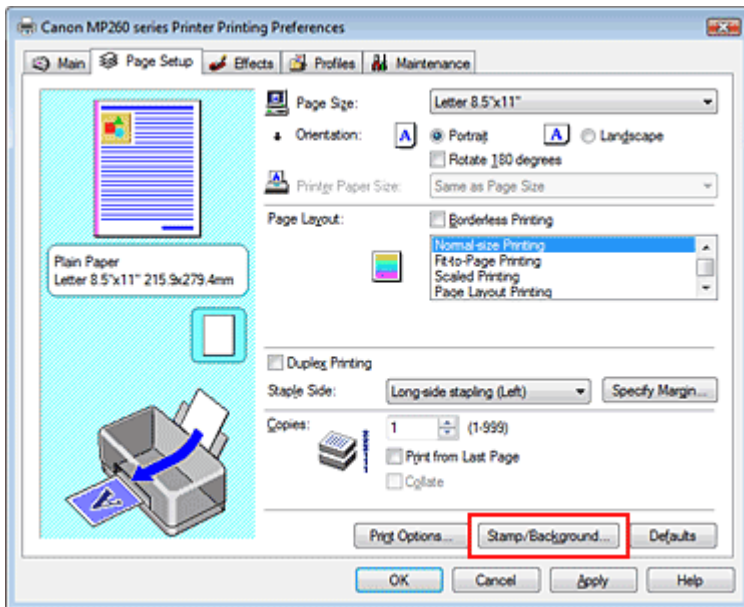 Canon MP260 series Printer Printing Preferences
Main Page Setup Effects Profiles Maintenance
Page Size: Letter 8.5"x11"
Orientation: A Portrait A Landscape
Rotate 180 degrees
Printer Paper Size: Same as Page Size
Page Layout: Borderless Printing
Normal-size Printing
Fit-to-Page Printing
Scaled Printing
Page Layout Printing
Plain Paper
Letter 8.5"x11" 215.9x279.4mm
Duplex Printing
Staple Side: Long-side stapling (Left) Specify Margin...
Copies: 1 (1-999)
Print from Last Page
Collate
Print Options... Stamp/Background... Defaults
OK Cancel Apply Help